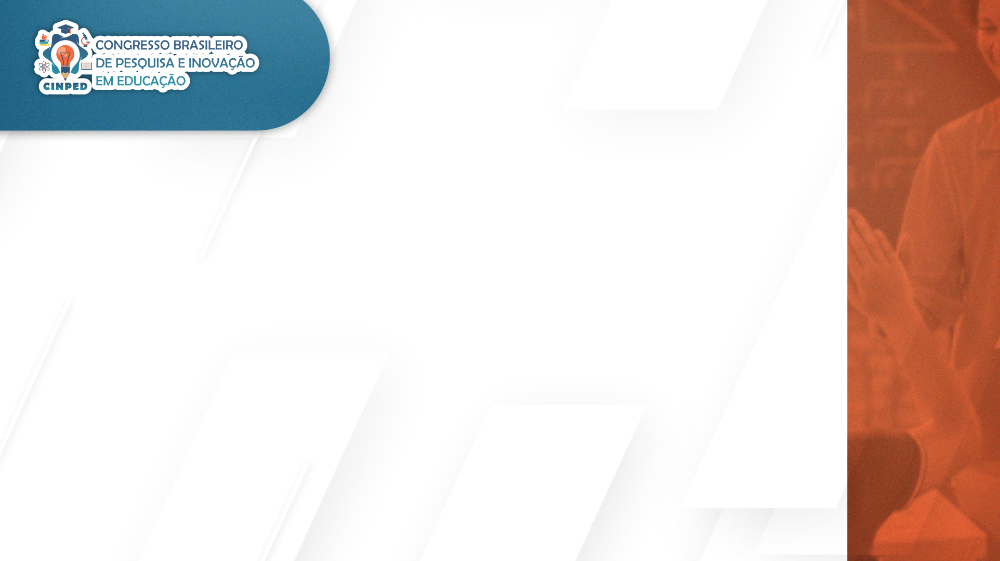 CONGRESSO BRASILEIRO
DE PESQUISA E INOVAÇÃO
EM EDUCAÇÃO
CINPED